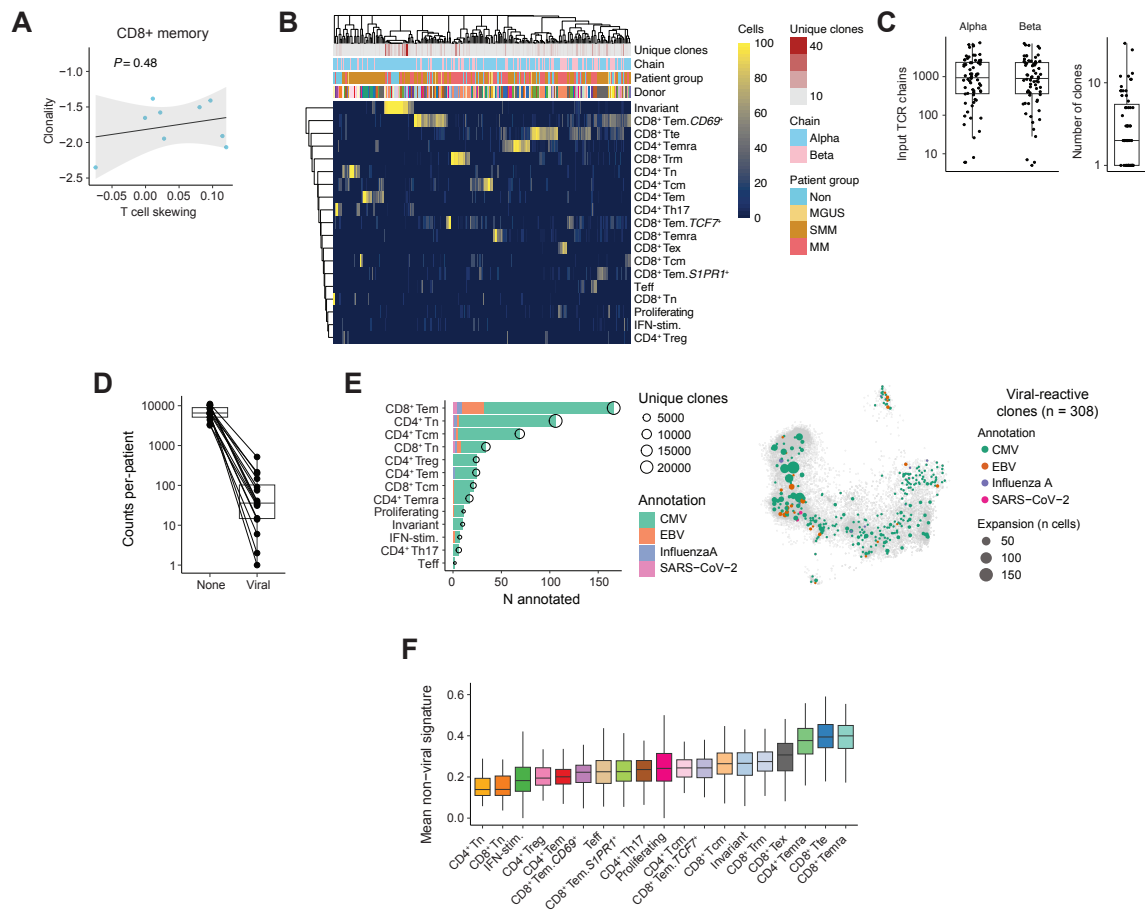 A
CD8+ memory
P = 0.48
Clonality
−1.0
−1.5
−2.0
−2.5
−0.05
0.00
0.05
0.10
T cell skewing
B
Unique clones
Chain
Patient group
Donor
Invariant
CD8⁺ Tem.CD69⁺
CD8⁺ Tte
CD4⁺ Temra
CD8⁺ Trm
CD4⁺ Tn
CD4⁺ Tcm
CD4⁺ Tem
CD4⁺ Th17
CD8⁺ Tem.TCF7⁺
CD8⁺ Temra
CD8⁺ Tex
CD8⁺ Tcm
CD8⁺ Tem.S1PR1⁺
Teff
CD8⁺ Tn
Proliferating
IFN-stim.
CD4⁺ Treg
Cells
100
80
60
40
20
0
Unique clones
40
10
Chain
Alpha
Beta
Patient group
Non
MGUS
SMM
MM
C
Alpha
Beta
Input TCR chains
1000
100
10
Number of clones
10
1
D
Counts per-patient
10000
1000
100
10
1
None
Viral
E
CD8⁺ Tem
CD4⁺ Tn
CD4⁺ Tcm
CD8⁺ Tn
CD4⁺ Treg
CD4⁺ Tem
CD8⁺ Tcm
CD4⁺ Temra
Proliferating
Invariant
IFN-stim.
CD4⁺ Th17
Teff
0
50
100
150
N annotated
Unique clones
5000
10000
15000
20000
Annotation
CMV
EBV
InfluenzaA
SARS−CoV−2
Viral-reactive
clones (n = 308)
Annotation
CMV
EBV
Influenza A
SARS−CoV−2
Expansion (n cells)
50
100
150
F
Mean non-viral signature
0.6
0.4
0.2
0.0
CD4⁺ Tn
CD8⁺ Tn
IFN-stim.
CD4⁺ Treg
CD4⁺ Tem
CD8⁺ Tem.CD69⁺
Teff
CD8⁺ Tem.S1PR1⁺
CD4⁺ Th17
Proliferating
CD4⁺ Tcm
CD8⁺ Tem.TCF7⁺
CD8⁺ Tcm
Invariant
CD8⁺ Trm
CD8⁺ Tex
CD4⁺ Temra
CD8⁺ Tte
CD8⁺ Temra